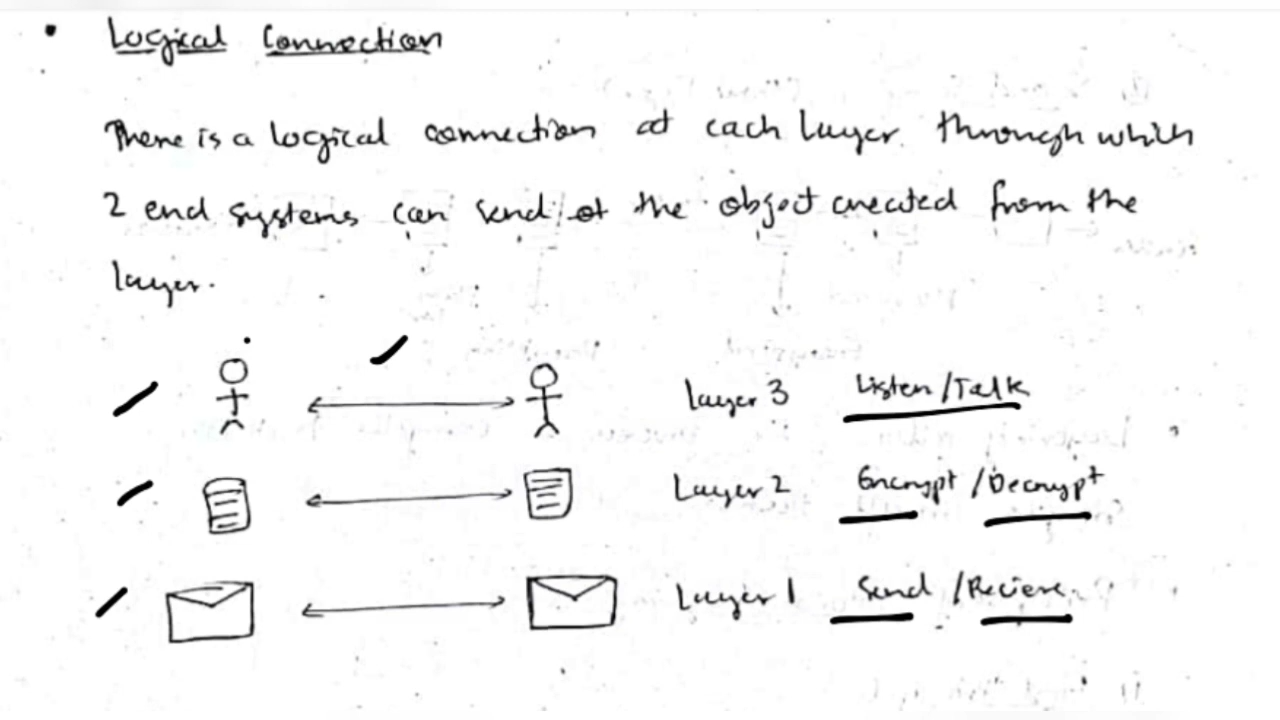 • Logical Connection
There is a logical connection at each layer through which
2 end systems can send of the object created from the
layer.
Layer 3 Listen/Talk
Layer 2 Encrypt/Decrypt
Layer 1 Send/Recieve